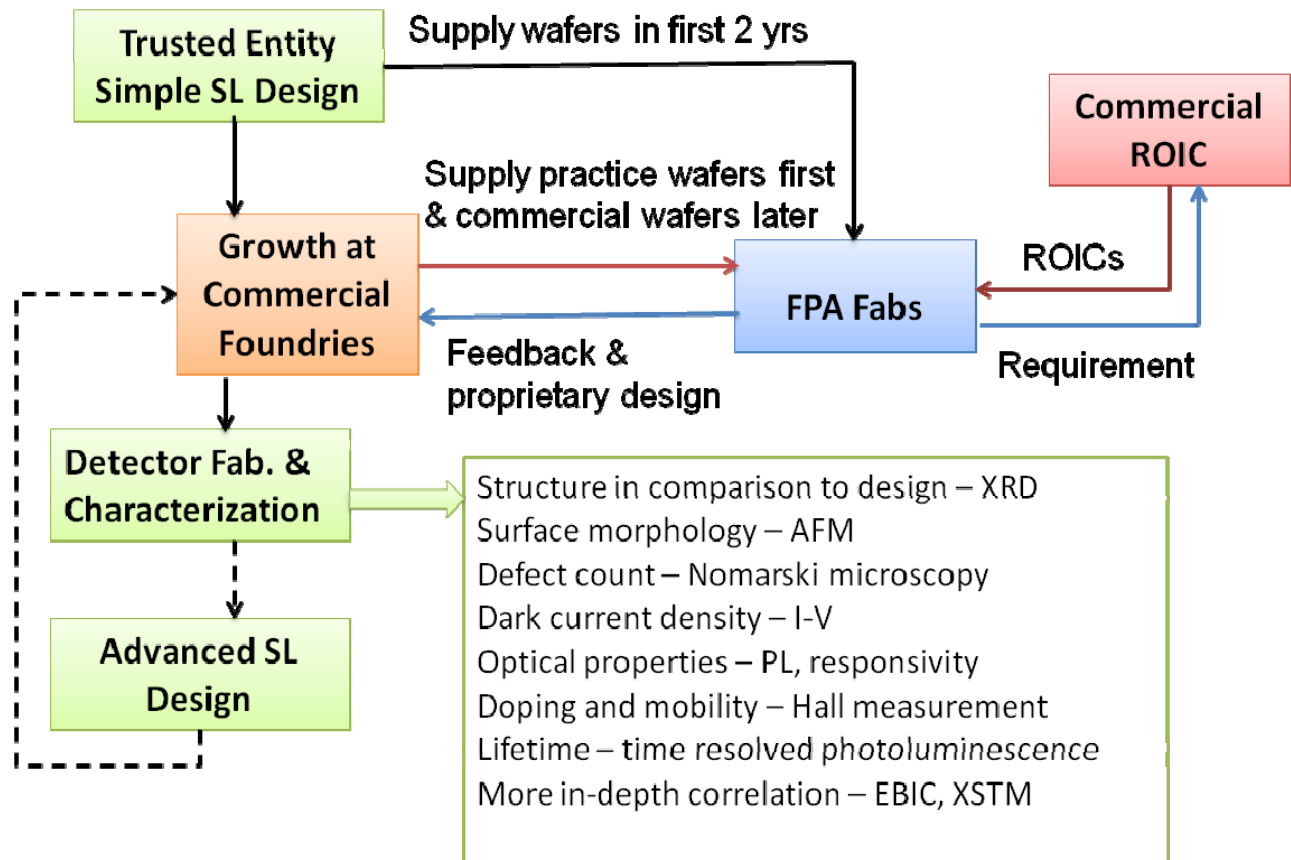 Trusted Entity
Simple SL Design
Supply wafers in first 2 yrs
Commercial
ROIC
Supply practice wafers first
& commercial wafers later
Growth at
Commercial
Foundries
FPA Fabs
ROICs
Requirement
Feedback &
proprietary design
Detector Fab. &
Characterization
Advanced SL
Design
Structure in comparison to design – XRD
Surface morphology – AFM
Defect count – Nomarski microscopy
Dark current density – I-V
Optical properties – PL, responsivity
Doping and mobility – Hall measurement
Lifetime – time resolved photoluminescence
More in-depth correlation – EBIC, XSTM